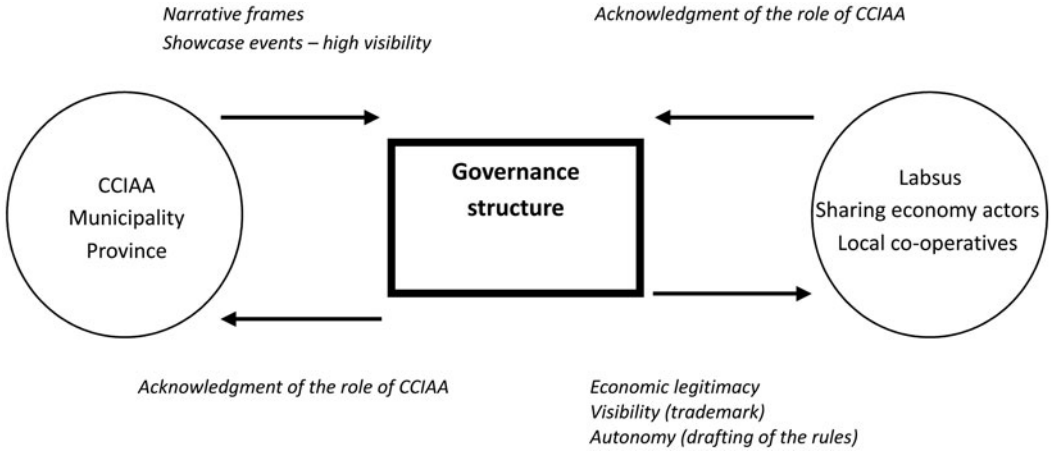 Narrative frames
Showcase events – high visibility
Acknowledgment of the role of CCIAA
CCIAA
Municipality
Province
Governance
structure
Labsus
Sharing economy actors
Local co-operatives
Acknowledgment of the role of CCIAA
Economic legitimacy
Visibility (trademark)
Autonomy (drafting of the rules)